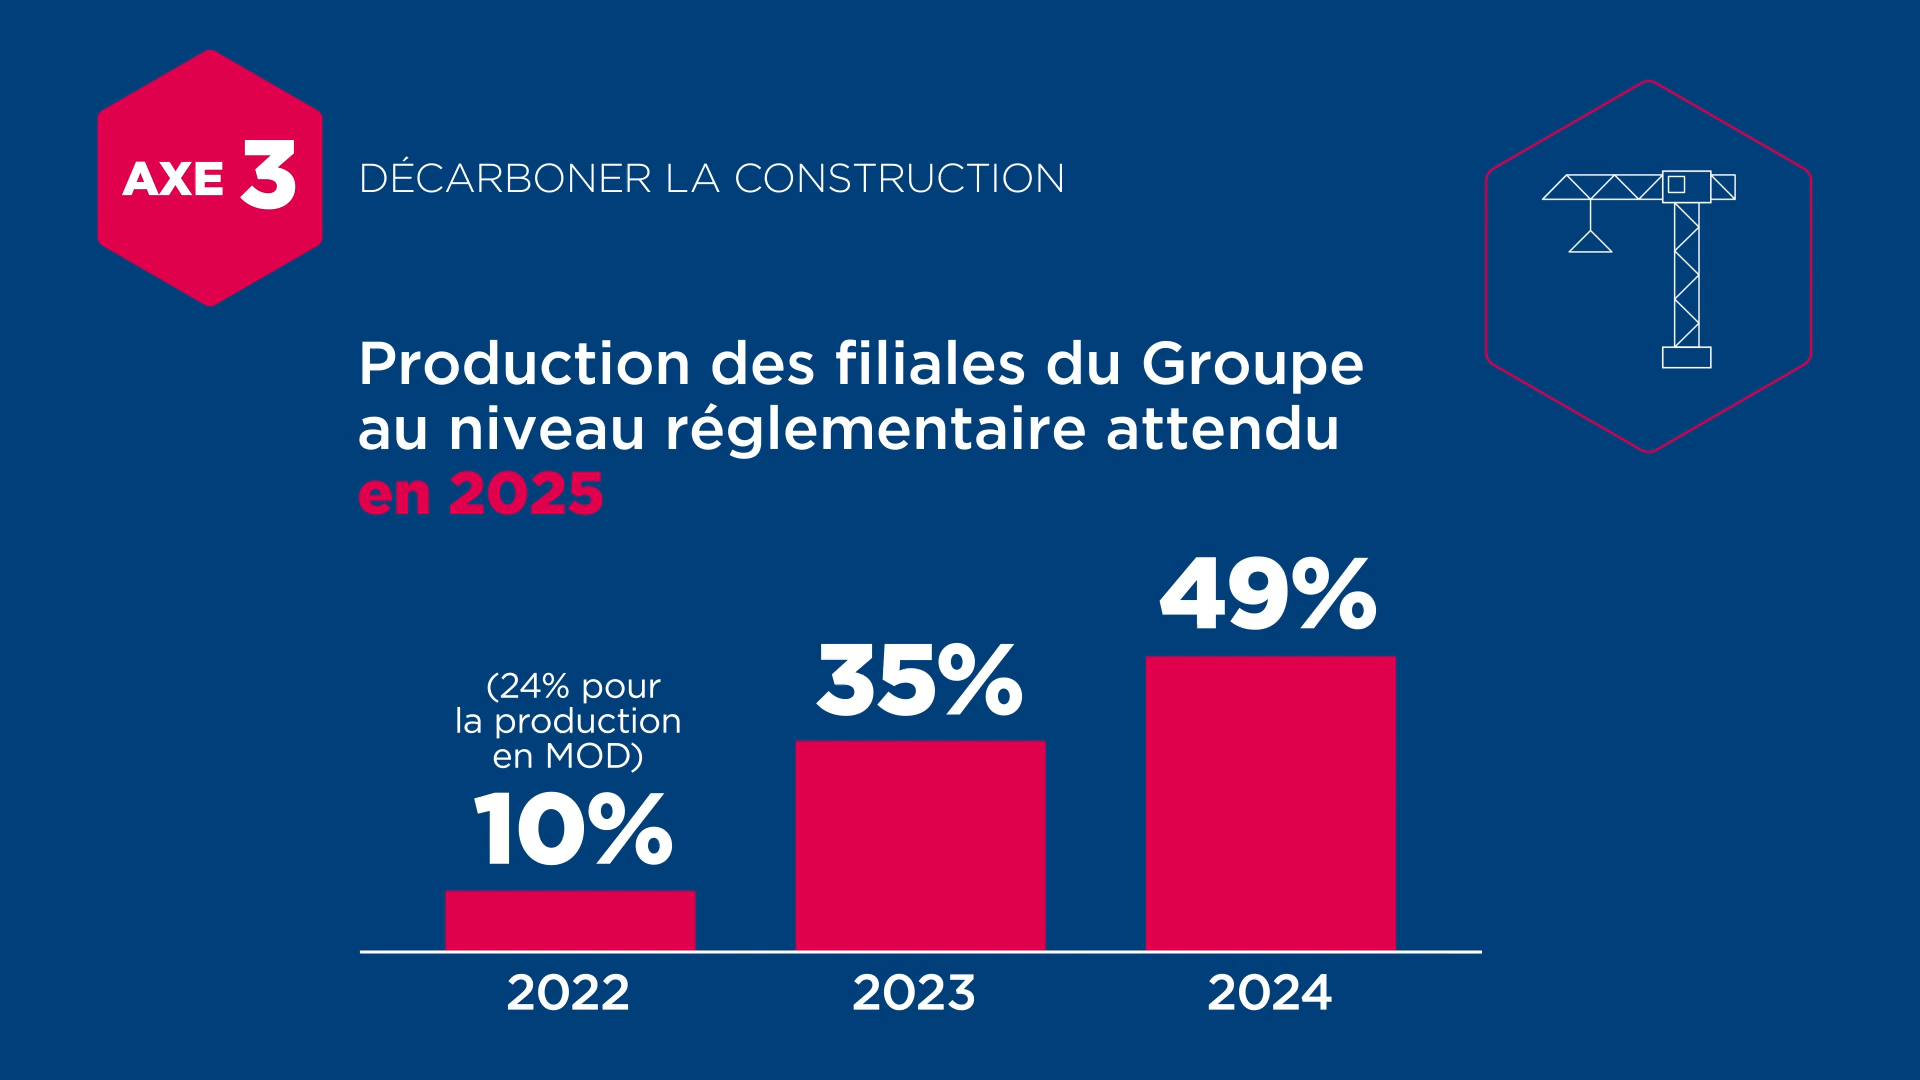 AXE 3
DÉCARBONER LA CONSTRUCTION
Production des filiales du Groupe
au niveau réglementaire attendu
en 2025
(24% pour
la production
en MOD)
10%
35%
49%
2022
2023
2024